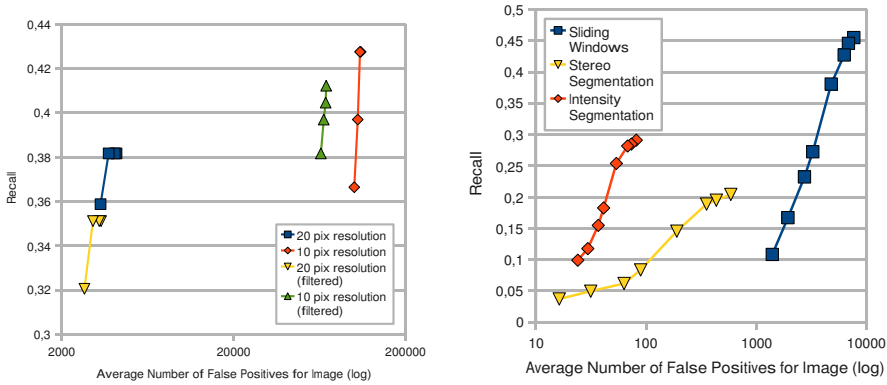 0,44
0,42
0,4
0,38
0,36
0,34
0,32
0,3
Recall
2000
20000
200000
Average Number of False Positives for Image (log)
20 pix resolution
10 pix resolution
20 pix resolution
(filtered)
10 pix resolution
(filtered)
0,5
0,45
0,4
0,35
0,3
0,25
0,2
0,15
0,1
0,05
0
Recall
10
100
1000
10000
Average Number of False Positives for Image (log)
Sliding
Windows
Stereo
Segmentation
Intensity
Segmentation